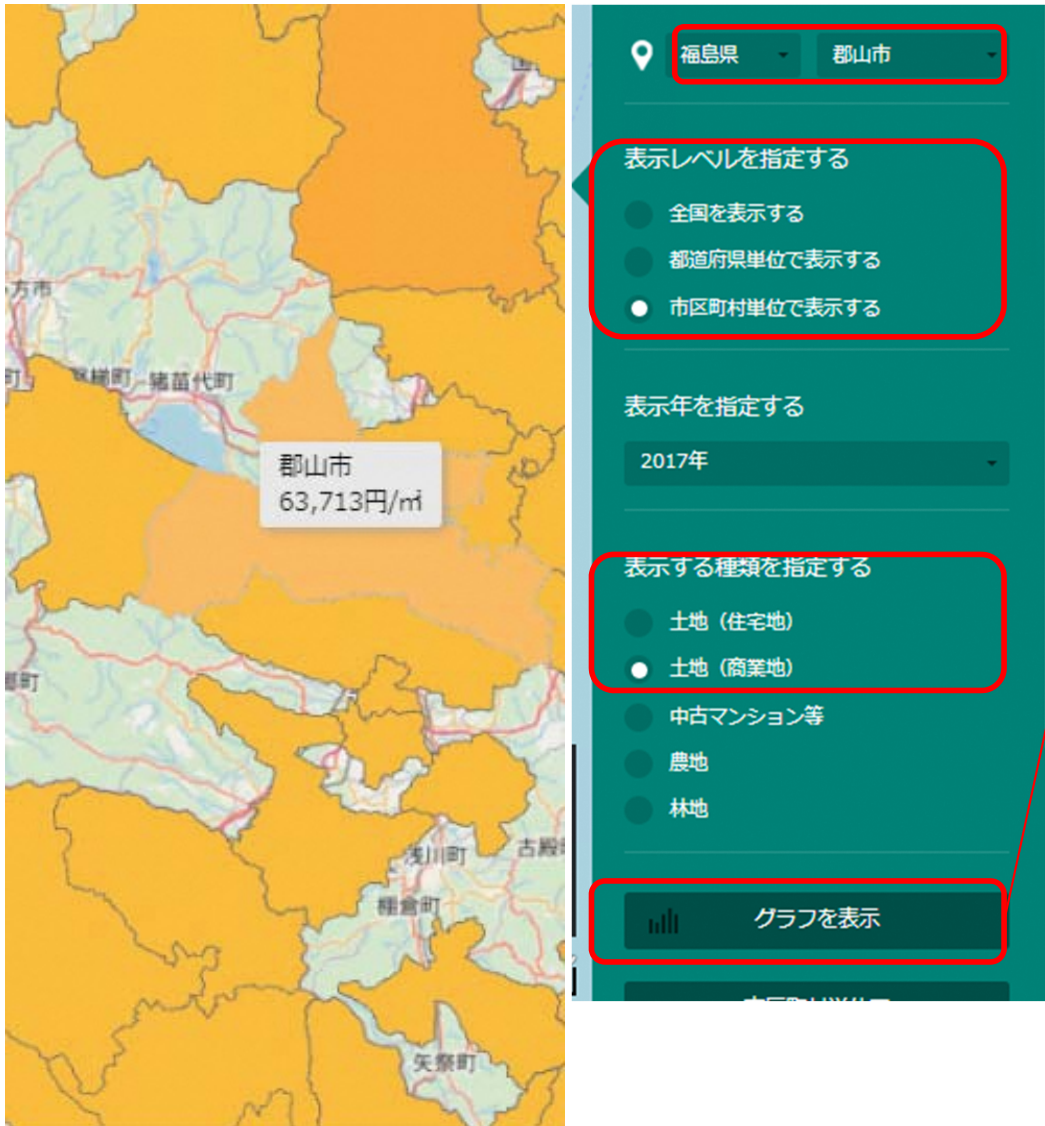 方市
猪苗代町
郡山市
63,713円/㎡
浅川町
古殿
棚倉町
矢祭町
福島県
郡山市
表示レベルを指定する
全国を表示する
都道府県単位で表示する
市区町村単位で表示する
表示年を指定する
2017年
表示する種類を指定する
土地（住宅地）
土地（商業地）
中古マンション等
農地
林地
グラフを表示